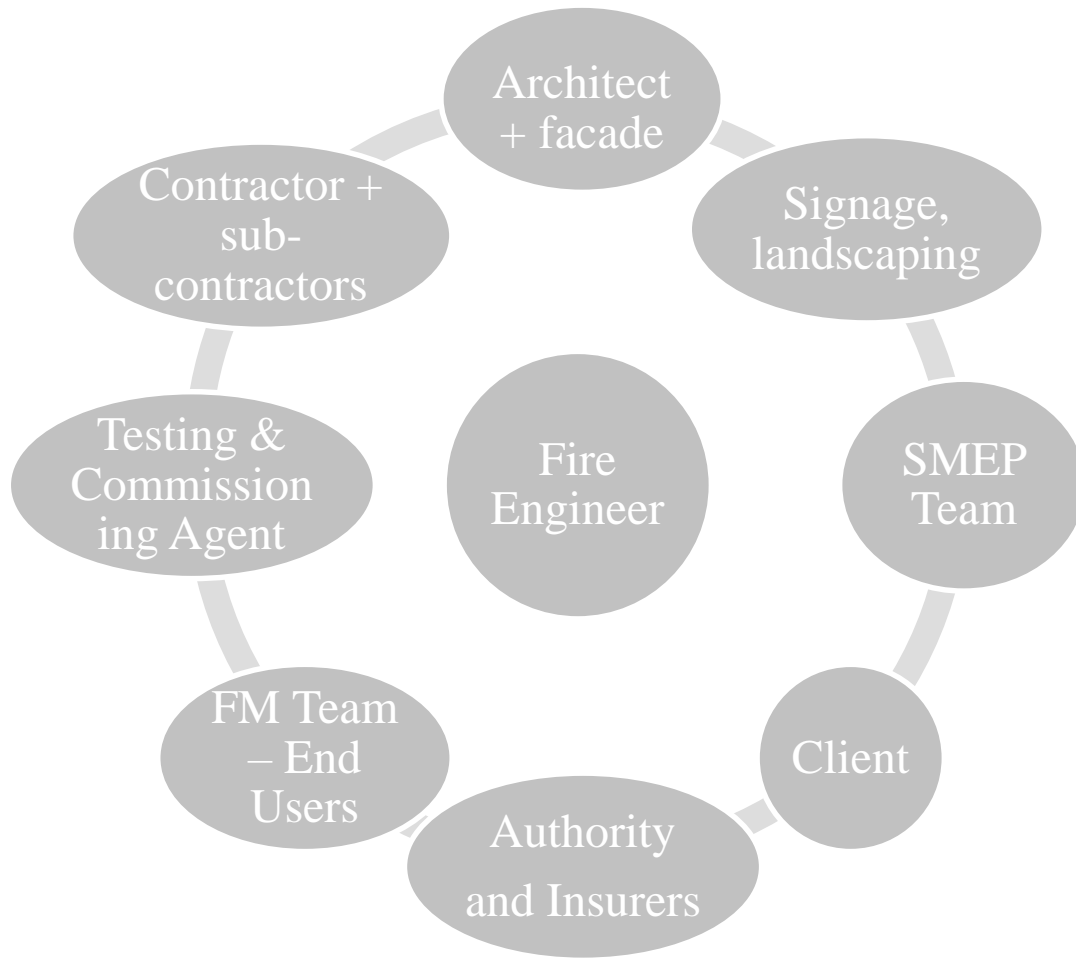 Architect
+ facade
Signage,
landscaping
SMEP
Team
Client
Authority
and Insurers
FM Team
– End
Users
Testing &
Commission
ing Agent
Contractor +
sub-
contractors
Fire
Engineer